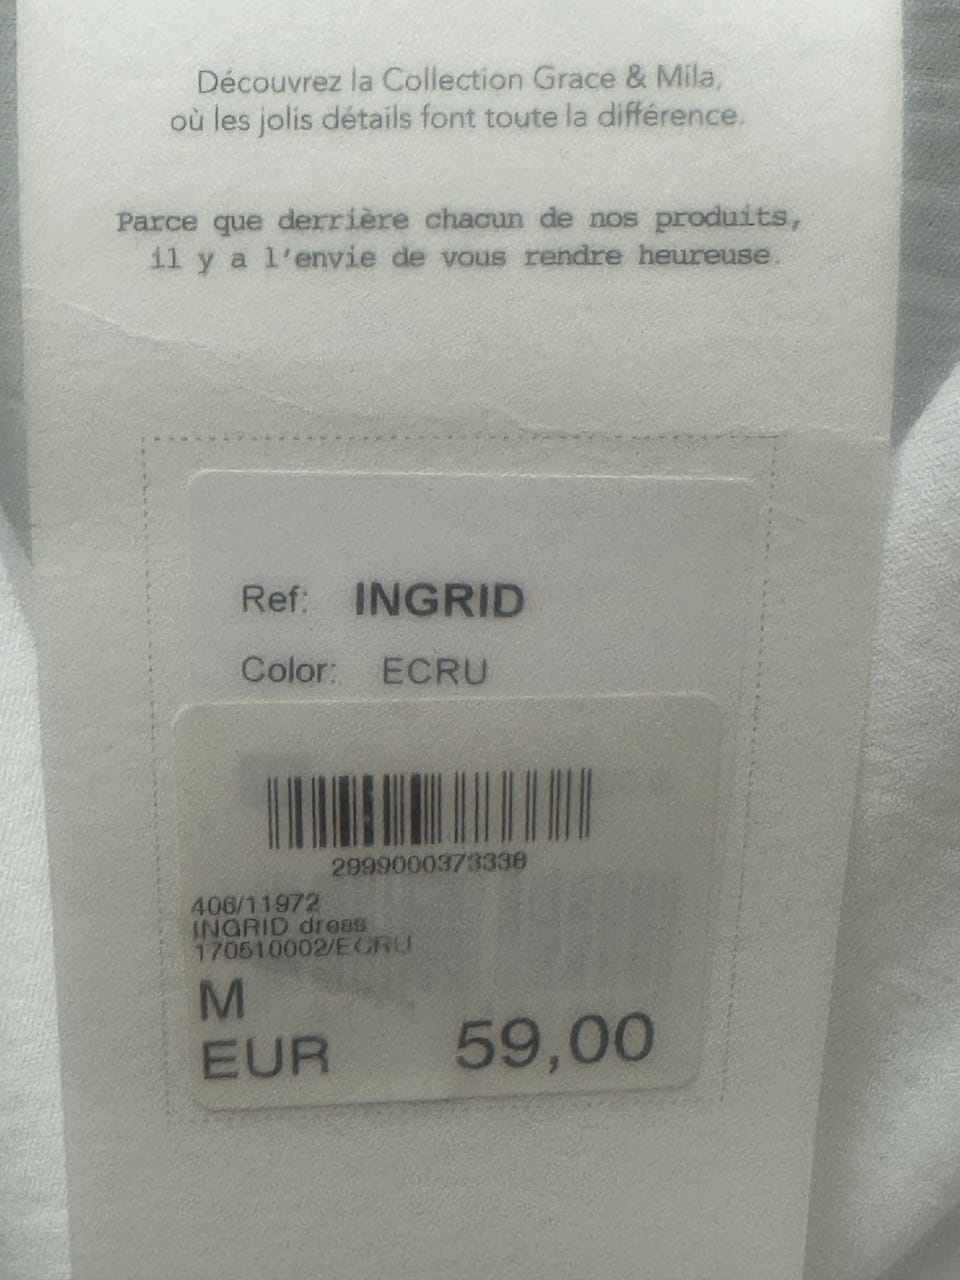 Découvrez la Collection Grace & Mila,
où les jolis détails font toute la différence.
Parce que derrière chacun de nos produits,
il y a l'envie de vous rendre heureuse.
Ref: INGRID
Color: ECRU
2999000373338
406/11972
INGRID dress
170510002/ECRU
M
EUR 59,00